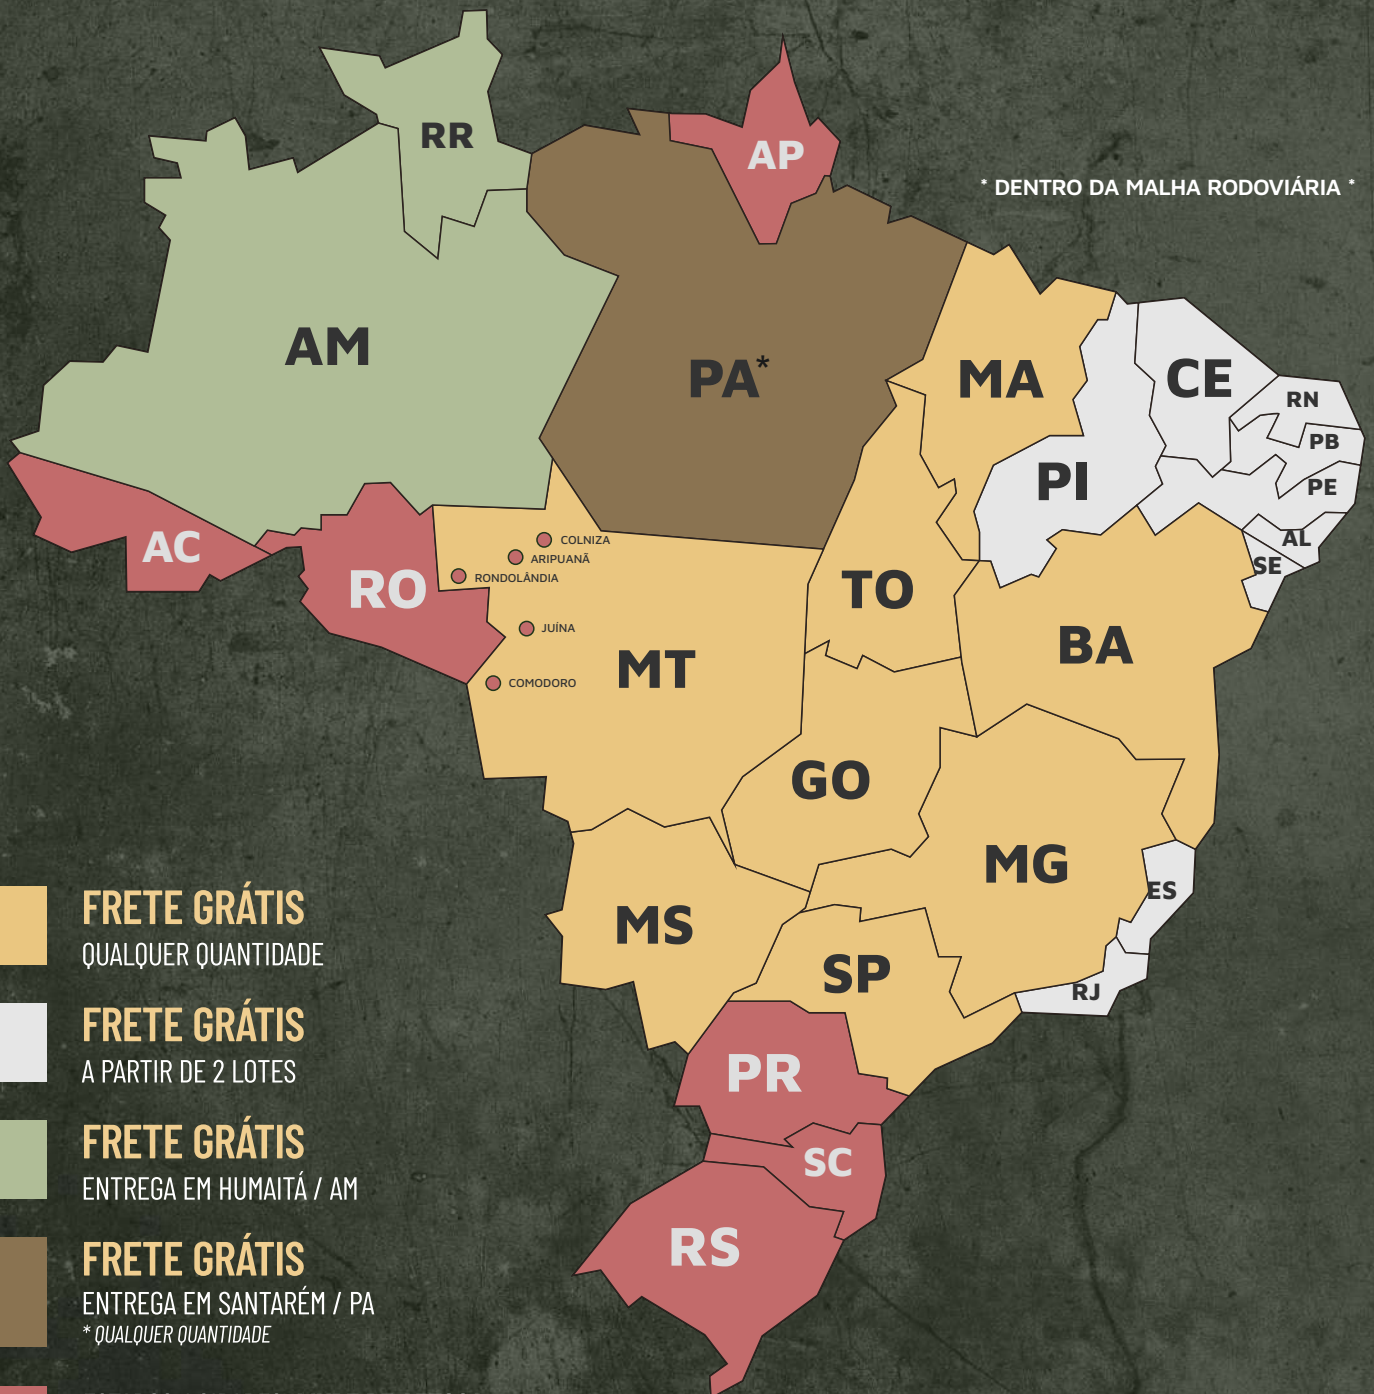 RR
AP
* DENTRO DA MALHA RODOVIÁRIA *
AM
PA*
MA
CE
RN
PB
PI
PE
AL
SE
AC
COLNIZA
ARIPUANÃ
RONDOLÂNDIA
RO
TO
JUÍNA
BA
MT
COMODORO
GO
MG
ES
MS
SP
RJ
PR
SC
RS
FRETE GRÁTIS
QUALQUER QUANTIDADE
FRETE GRÁTIS
A PARTIR DE 2 LOTES
FRETE GRÁTIS
ENTREGA EM HUMAITÁ / AM
FRETE GRÁTIS
ENTREGA EM SANTARÉM / PA
* QUALQUER QUANTIDADE